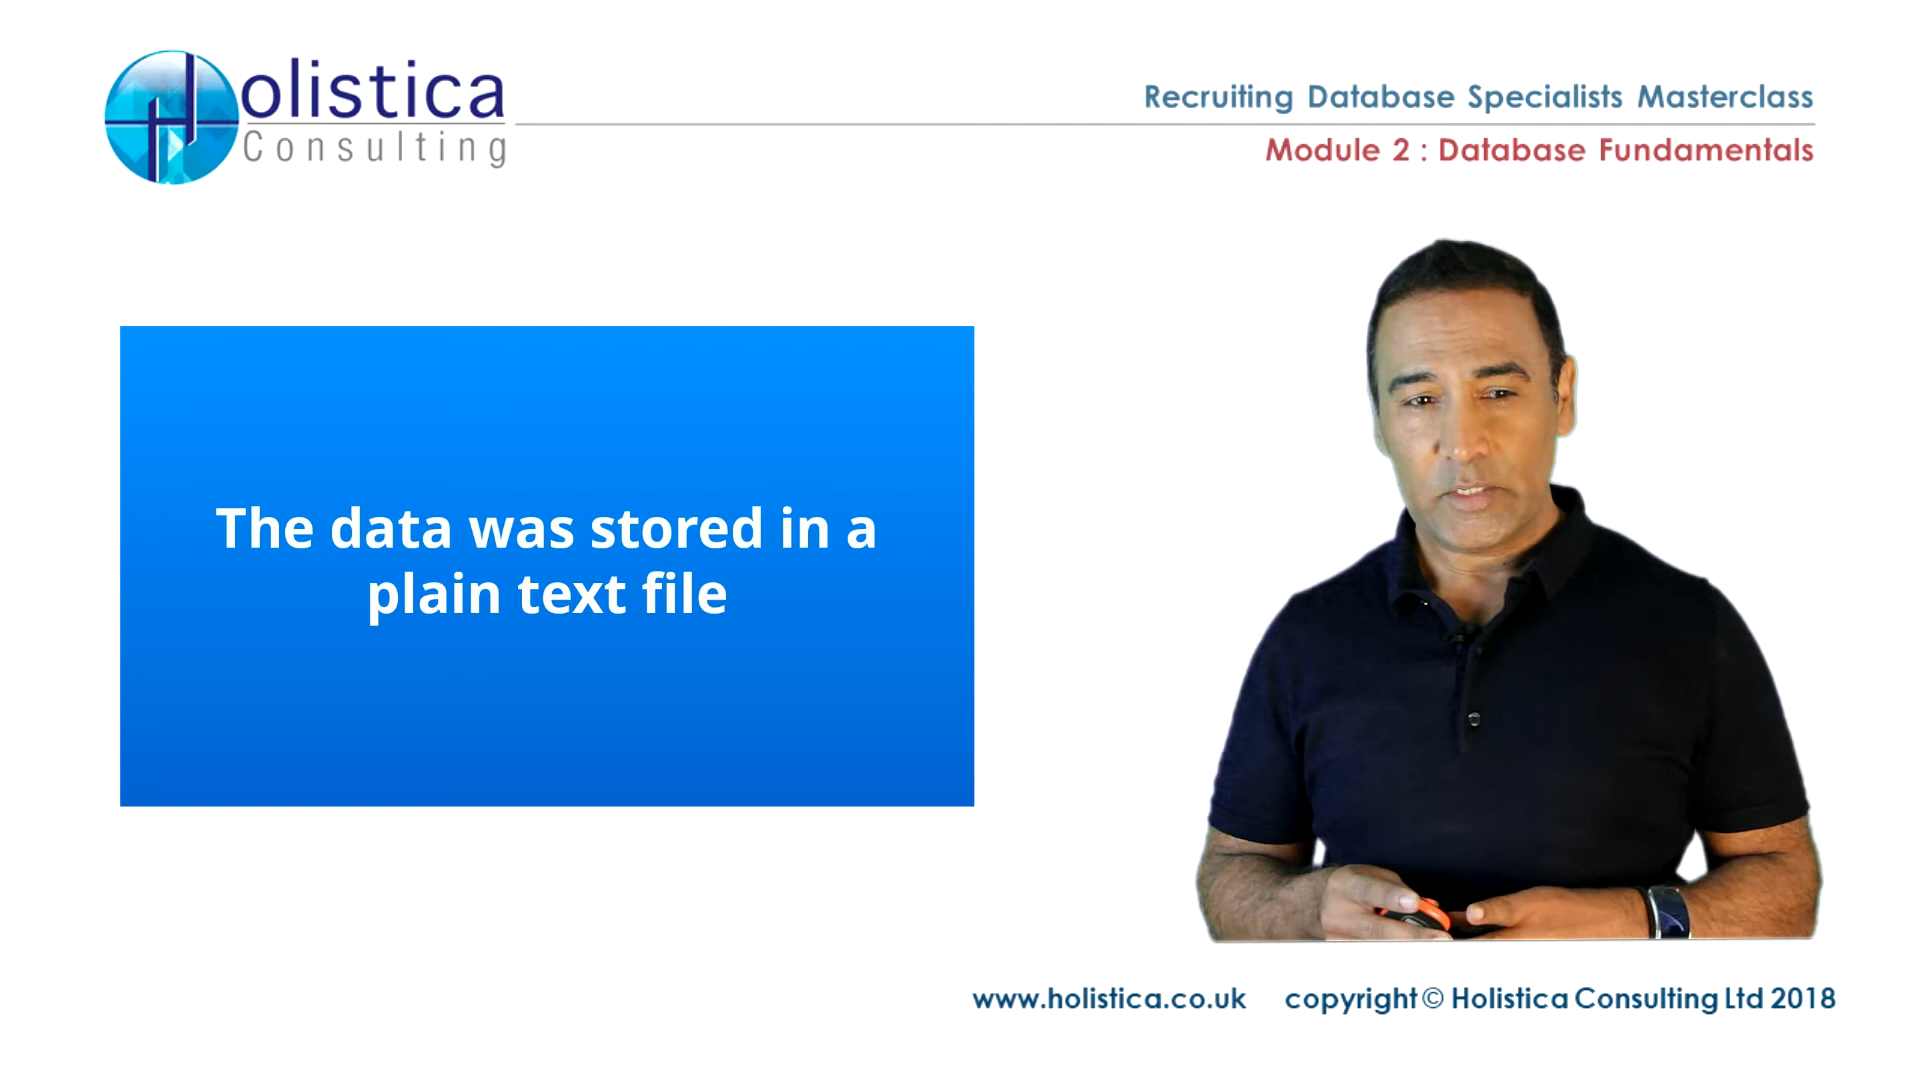 Holistica
Consulting
Recruiting Database Specialists Masterclass
Module 2 : Database Fundamentals
The data was stored in a
plain text file
www.holistica.co.uk copyright © Holistica Consulting Ltd 2018